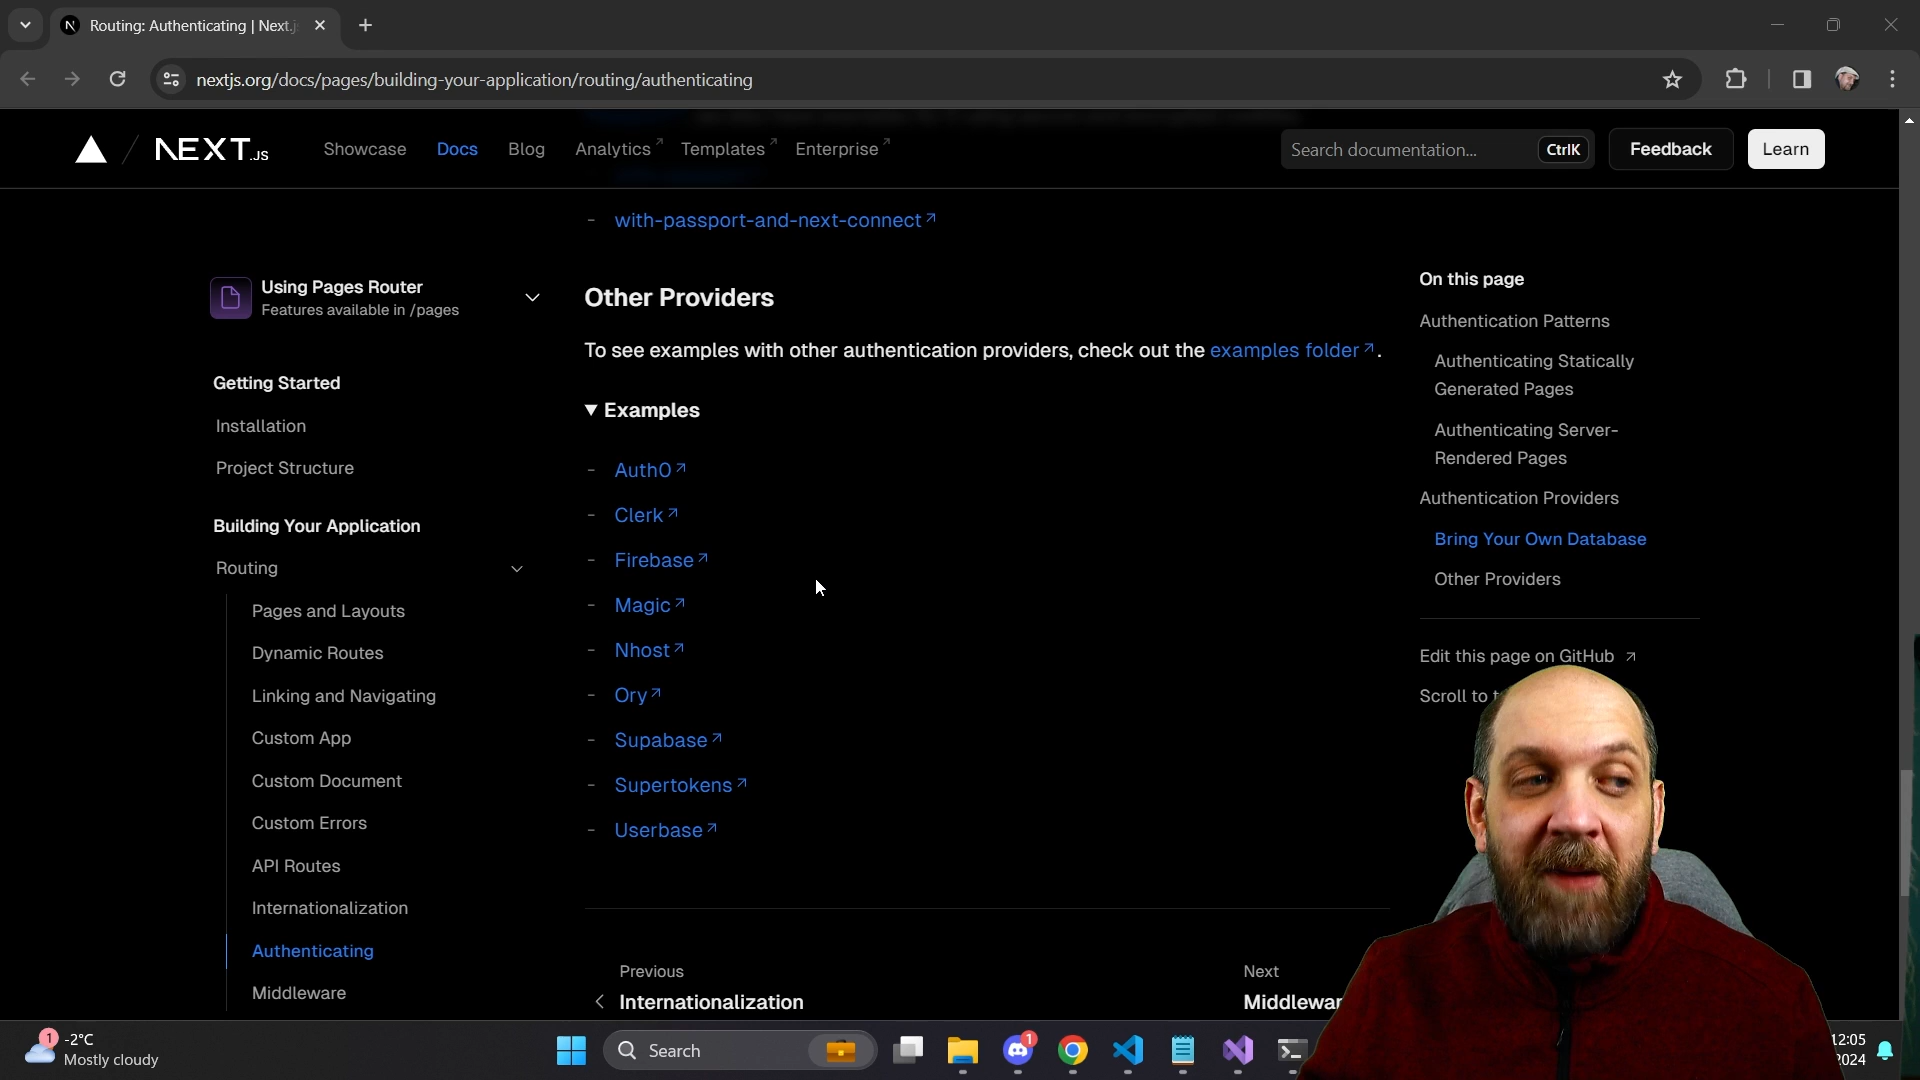 Routing: Authenticating | Next.j
nextjs.org/docs/pages/building-your-application/routing/authenticating
NEXT.JS
Showcase
Docs
Blog
Analytics
Templates
Enterprise
Search documentation...
CtrlK
Feedback
Learn
- with-passport-and-next-connect
Using Pages Router
Features available in /pages
Getting Started
Installation
Project Structure
Building Your Application
Routing
Pages and Layouts
Dynamic Routes
Linking and Navigating
Custom App
Custom Document
Custom Errors
API Routes
Internationalization
Authenticating
Middleware
Other Providers
To see examples with other authentication providers, check out the examples folder.
Examples
- Auth0
- Clerk
- Firebase
- Magic
- Nhost
- Ory
- Supabase
- Supertokens
- Userbase
Previous
Internationalization
Next
Middlewar
On this page
Authentication Patterns
Authenticating Statically
Generated Pages
Authenticating Server-
Rendered Pages
Authentication Providers
Bring Your Own Database
Other Providers
Edit this page on GitHub
Scroll to t
1
-2°C
Mostly cloudy
Search
1
12:05
2024